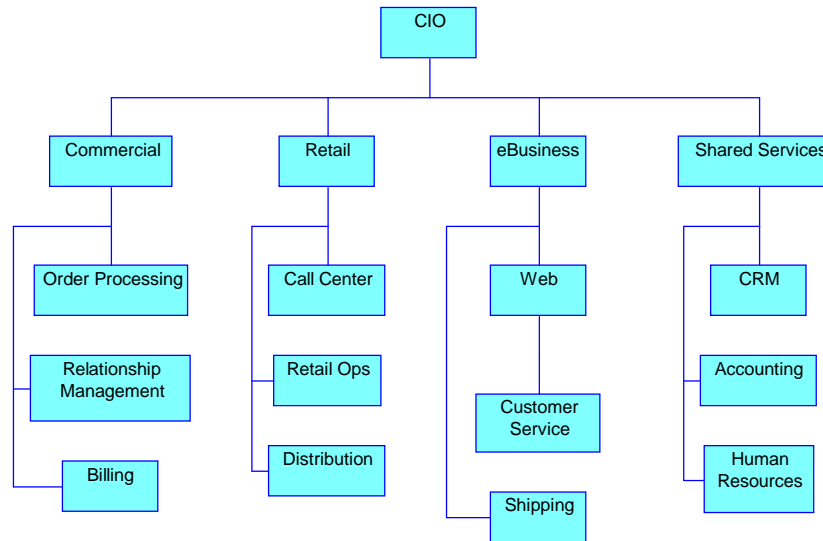 CIO
Commercial
Retail
eBusiness
Shared Services
Order Processing
Call Center
Web
CRM
Relationship
Management
Retail Ops
Customer
Service
Accounting
Billing
Distribution
Shipping
Human
Resources